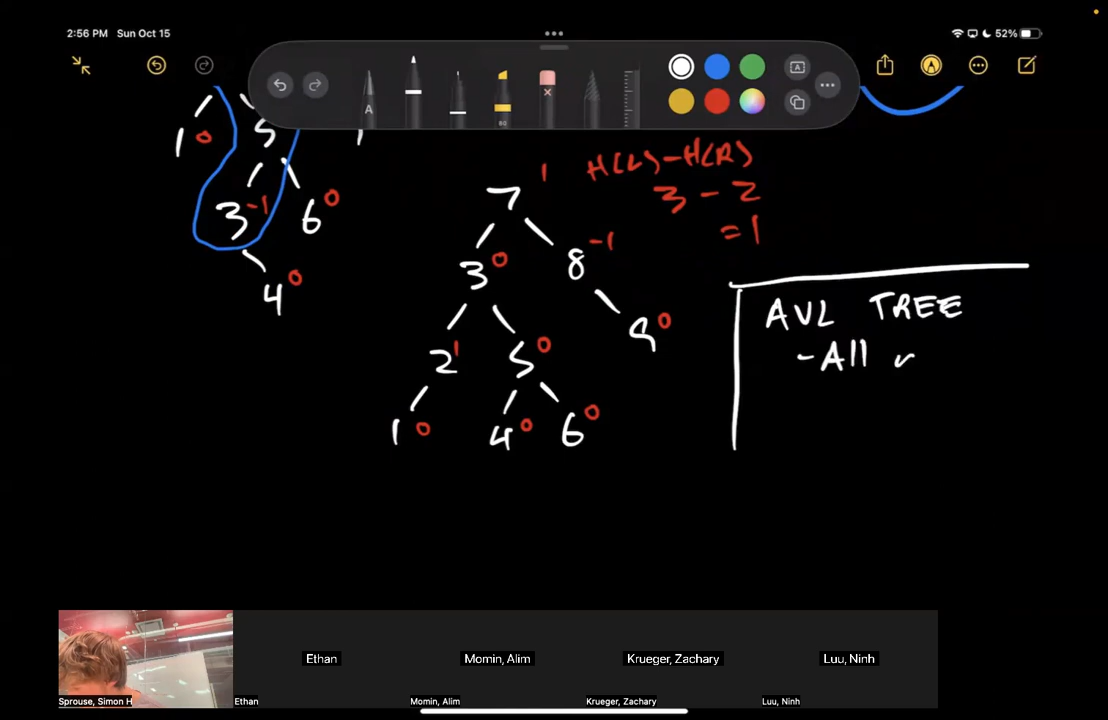 2:56 PM Sun Oct 15
52%
A
80
1 0 5
3 -1 6 0
4 0
H(L)-H(R)
3 - 2
= 1
7 1
3 0 8 -1
2 1 5 0 9 0
1 0 4 0 6 0
AVL TREE
- All
Ethan
Momin, Alim
Krueger, Zachary
Luu, Ninh
Sprouse, Simon H
Ethan
Momin, Alim
Krueger, Zachary
Luu, Ninh